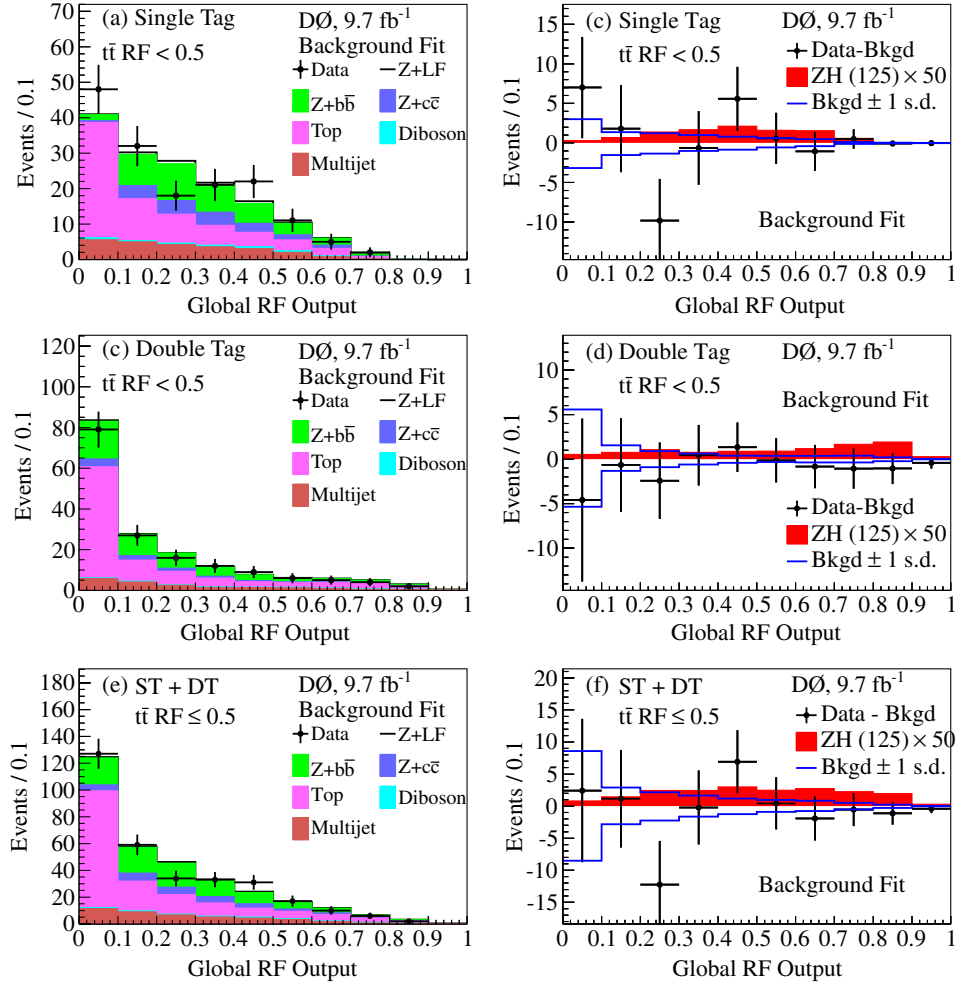 (a) Single Tag
DØ, 9.7 fb⁻¹
tt̄ RF < 0.5
Background Fit
Data
Z+LF
Z+bb̄
Z+cc̄
Top
Diboson
Multijet
Events / 0.1
70
60
50
40
30
20
10
0
0 0.1 0.2 0.3 0.4 0.5 0.6 0.7 0.8 0.9 1
Global RF Output
(c) Single Tag
DØ, 9.7 fb⁻¹
tt̄ RF < 0.5
Data-Bkgd
ZH (125) × 50
Bkgd ± 1 s.d.
Background Fit
Events / 0.1
15
10
5
0
-5
-10
0 0.1 0.2 0.3 0.4 0.5 0.6 0.7 0.8 0.9 1
Global RF Output
(c) Double Tag
DØ, 9.7 fb⁻¹
tt̄ RF < 0.5
Background Fit
Data
Z+LF
Z+bb̄
Z+cc̄
Top
Diboson
Multijet
Events / 0.1
120
100
80
60
40
20
0
0 0.1 0.2 0.3 0.4 0.5 0.6 0.7 0.8 0.9 1
Global RF Output
(d) Double Tag
DØ, 9.7 fb⁻¹
tt̄ RF < 0.5
Background Fit
Data-Bkgd
ZH (125) × 50
Bkgd ± 1 s.d.
Events / 0.1
10
5
0
-5
-10
0 0.1 0.2 0.3 0.4 0.5 0.6 0.7 0.8 0.9 1
Global RF Output
(e) ST + DT
DØ, 9.7 fb⁻¹
tt̄ RF ≤ 0.5
Background Fit
Data
Z+LF
Z+bb̄
Z+cc̄
Top
Diboson
Multijet
Events / 0.1
180
160
140
120
100
80
60
40
20
0
0 0.1 0.2 0.3 0.4 0.5 0.6 0.7 0.8 0.9 1
Global RF Output
(f) ST + DT
DØ, 9.7 fb⁻¹
tt̄ RF ≤ 0.5
Data - Bkgd
ZH (125) × 50
Bkgd ± 1 s.d.
Background Fit
Events / 0.1
20
15
10
5
0
-5
-10
-15
0 0.1 0.2 0.3 0.4 0.5 0.6 0.7 0.8 0.9 1
Global RF Output